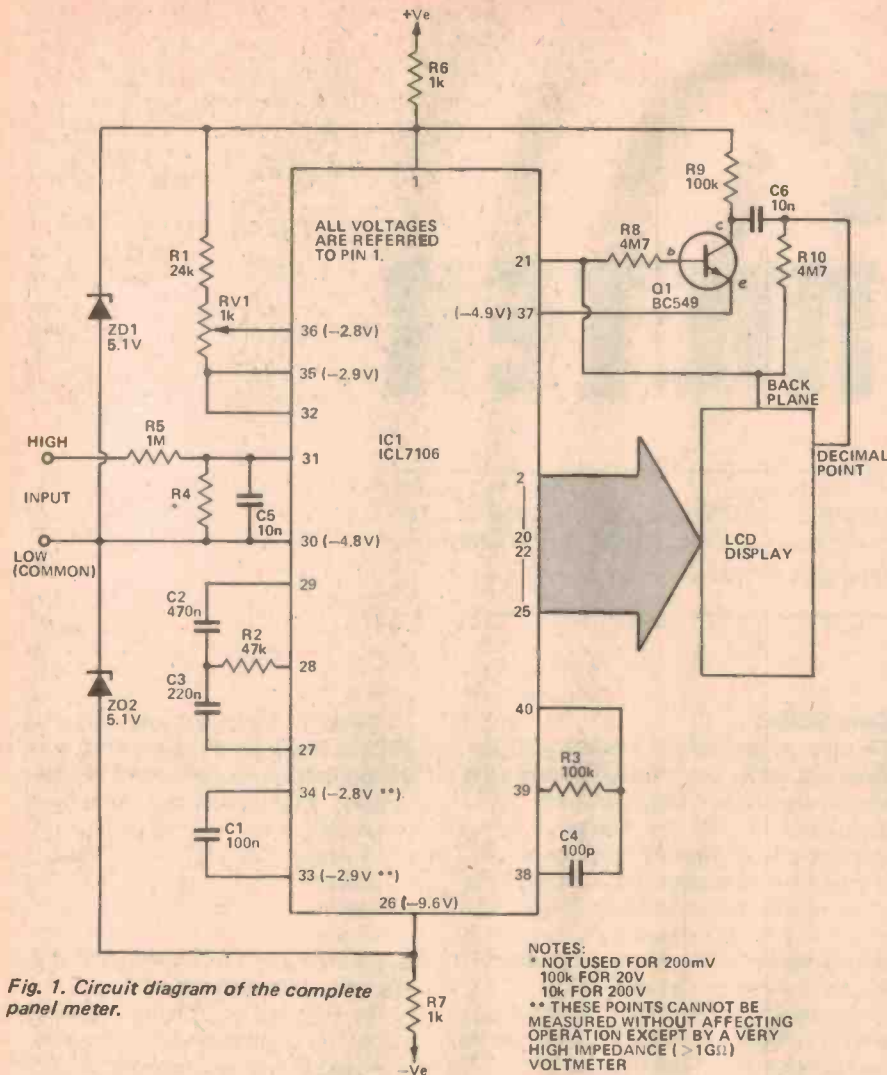 +Ve
R6
1k
1
ALL VOLTAGES
ARE REFERRED
TO PIN 1.
R9
100k
C6
10n
R1
24k
RV1
1k
ZD1
5.1V
36 (−2.8V)
35 (−2.9V)
32
21
R8
4M7
b
c
e
Q1
BC549
R10
4M7
(−4.9V) 37
BACK
PLANE
DECIMAL
POINT
HIGH
R5
1M
31
INPUT
R4
*
C5
10n
LOW
(COMMON)
30 (−4.8V)
IC1
ICL7106
2
20
22
25
LCD
DISPLAY
29
C2
470n
R2
47k
28
C3
220n
27
ZO2
5.1V
34 (−2.8V **)
C1
100n
33 (−2.9V **)
26 (−9.6V)
40
R3
100k
39
C4
100p
38
R7
1k
−Ve
NOTES:
* NOT USED FOR 200mV
100k FOR 20V
10k FOR 200V
** THESE POINTS CANNOT BE
MEASURED WITHOUT AFFECTING
OPERATION EXCEPT BY A VERY
HIGH IMPEDANCE (>1GΩ)
VOLTMETER
Fig. 1. Circuit diagram of the complete
panel meter.